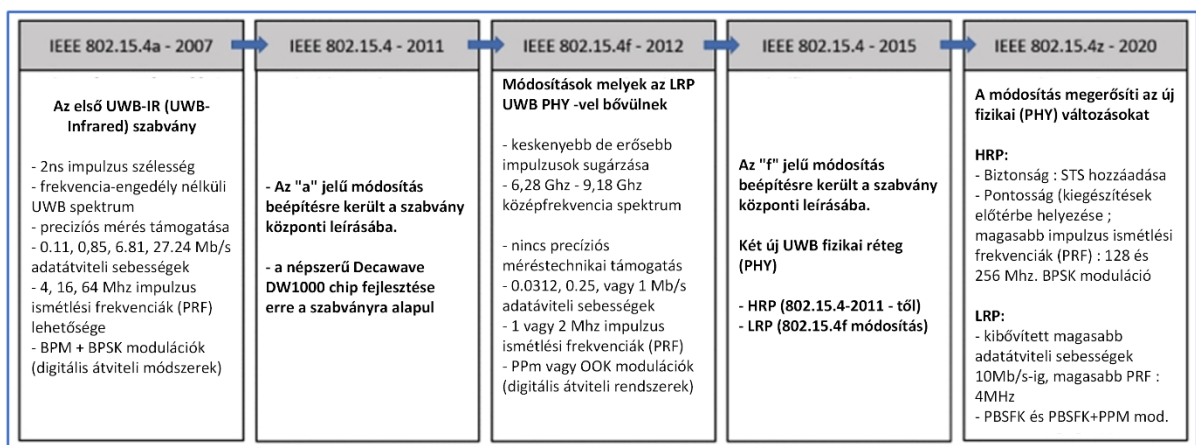 IEEE 802.15.4a - 2007
Az első UWB-IR (UWB-
Infrared) szabvány
- 2ns impulzus szélesség
- frekvencia-engedély nélküli
UWB spektrum
- precíziós mérés támogatása
- 0.11, 0,85, 6.81, 27.24 Mb/s
adatátviteli sebességek
- 4, 16, 64 Mhz impulzus
ismétlési frekvenciák (PRF)
lehetősége
- BPM + BPSK modulációk
(digitális átviteli módszerek)
IEEE 802.15.4 - 2011
- Az "a" jelű módosítás
beépítésre került a szabvány
központi leírásába.
- a népszerű Decawave
DW1000 chip fejlesztése
erre a szabványra alapul
IEEE 802.15.4f - 2012
Módosítások melyek az LRP
UWB PHY -vel bővülnek
- keskenyebb de erősebb
impulzusok sugárzása
- 6,28 Ghz - 9,18 Ghz
középfrekvencia spektrum
- nincs precíziós
méréstechnikai támogatás
- 0.0312, 0.25, vagy 1 Mb/s
adatáviteli sebességek
- 1 vagy 2 Mhz impulzus
ismétlési frekvenciák (PRF)
- PPm vagy OOK modulációk
(digitális átviteli rendszerek)
IEEE 802.15.4 - 2015
Az "f" jelű módosítás
beépítésre került a szabvány
központi leírásába.
Két új UWB fizikai réteg
(PHY)
- HRP (802.15.4-2011 - től)
- LRP (802.15.4f módosítás)
IEEE 802.15.4z - 2020
A módosítás megerősíti az új
fizikai (PHY) változásokat
HRP:
- Biztonság : STS hozzáadása
- Pontosság (kiegészítések
előtérbe helyezése ;
magasabb impulzus ismétlési
frekvenciák (PRF) : 128 és
256 Mhz. BPSK moduláció
LRP:
- kibővített magasabb
adatátviteli sebességek
10Mb/s-ig, magasabb PRF :
4MHz
- PBSFK és PBSFK+PPM mod.